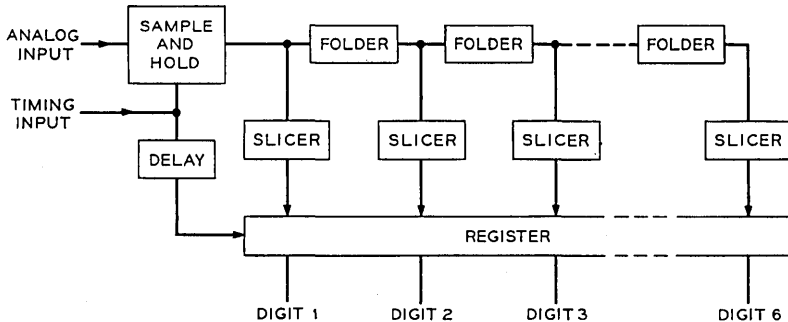 ANALOG
INPUT
SAMPLE
AND
HOLD
FOLDER
FOLDER
FOLDER
TIMING
INPUT
DELAY
SLICER
SLICER
SLICER
SLICER
REGISTER
DIGIT 1
DIGIT 2
DIGIT 3
DIGIT 6